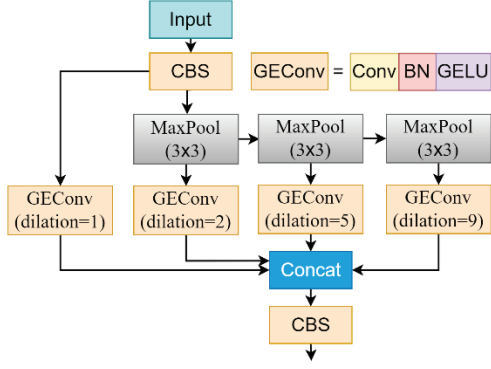 Input
CBS
GEConv = Conv BN GELU
MaxPool
(3x3)
MaxPool
(3x3)
MaxPool
(3x3)
GEConv
(dilation=1)
GEConv
(dilation=2)
GEConv
(dilation=5)
GEConv
(dilation=9)
Concat
CBS